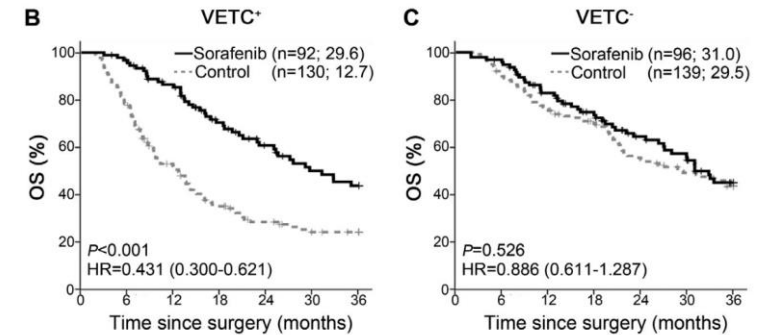 B
VETC⁺
Sorafenib (n=92; 29.6)
Control (n=130; 12.7)
OS (%)
100
80
60
40
20
0
P<0.001
HR=0.431 (0.300-0.621)
0 6 12 18 24 30 36
Time since surgery (months)
C
VETC⁻
Sorafenib (n=96; 31.0)
Control (n=139; 29.5)
OS (%)
100
80
60
40
20
0
P=0.526
HR=0.886 (0.611-1.287)
0 6 12 18 24 30 36
Time since surgery (months)